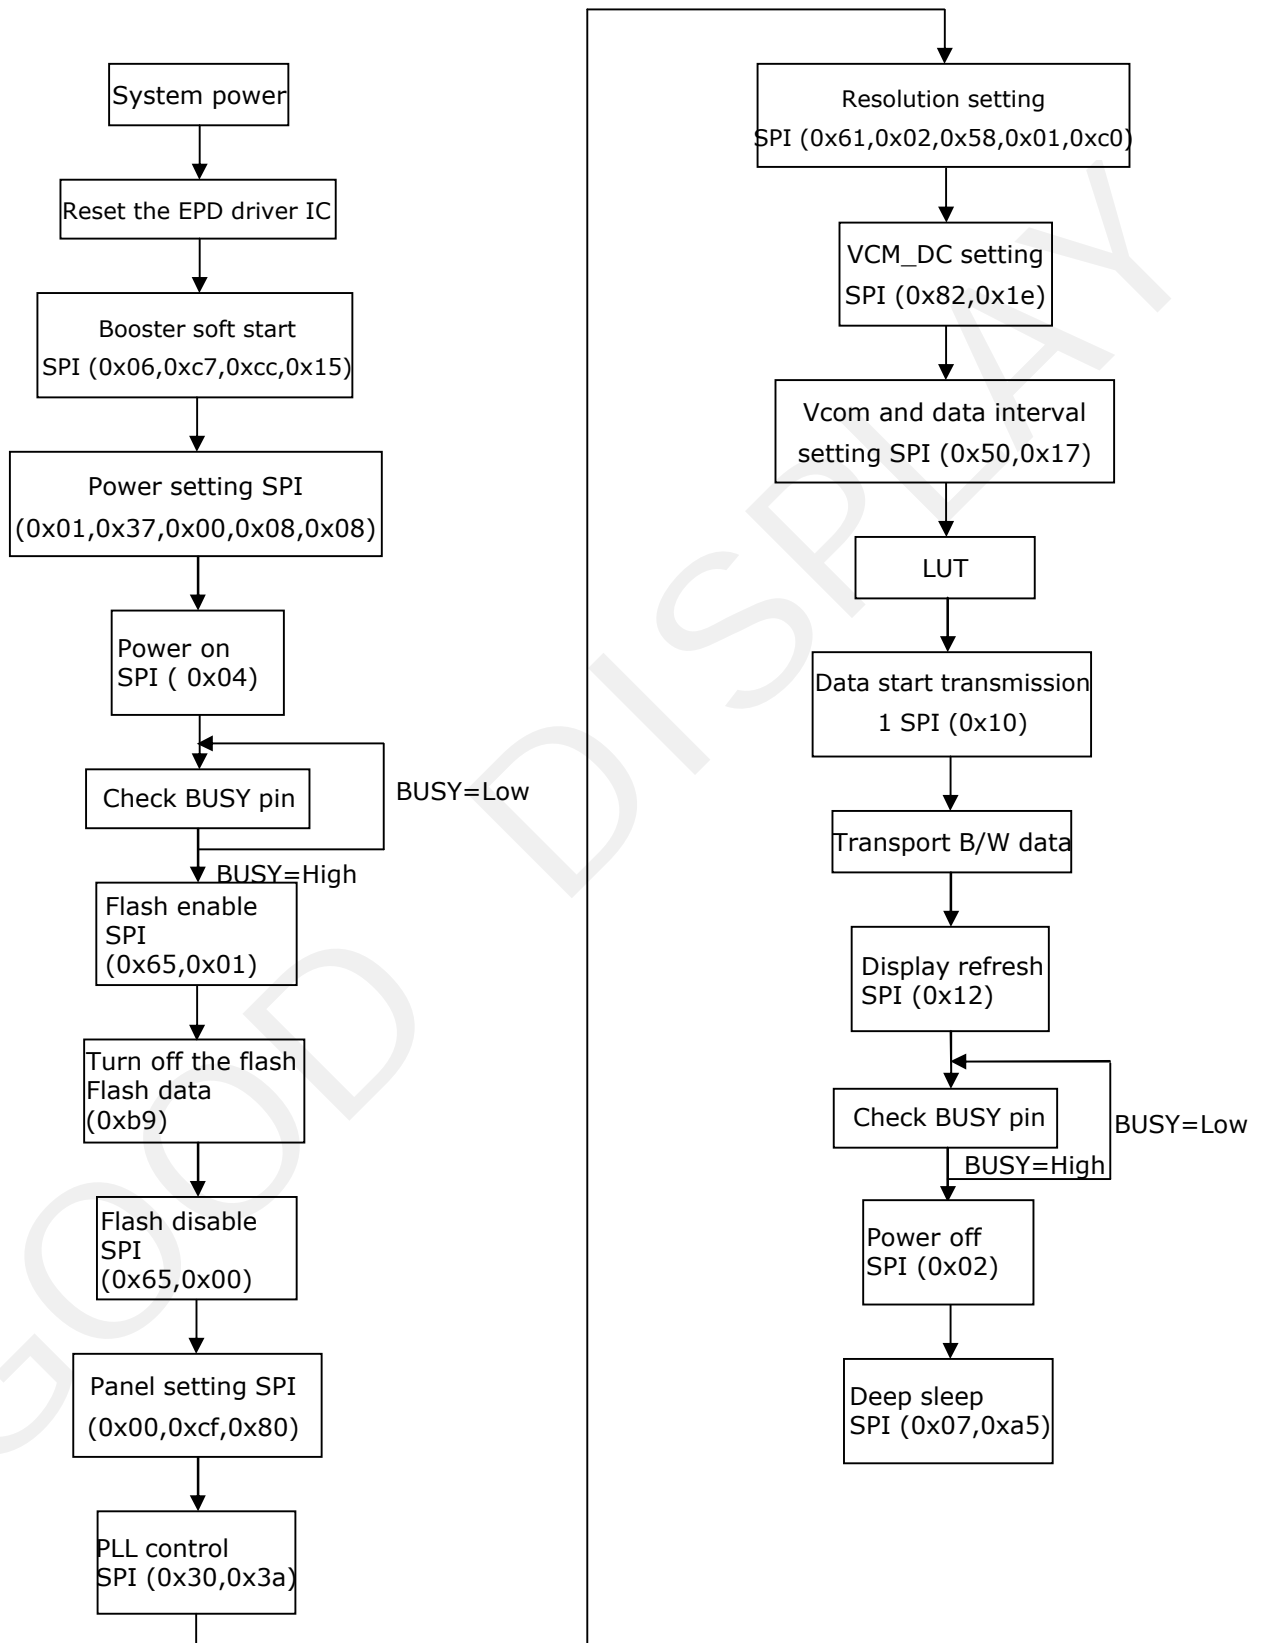 System power
Reset the EPD driver IC
Booster soft start
SPI (0x06,0xc7,0xcc,0x15)
Power setting SPI
(0x01,0x37,0x00,0x08,0x08)
Power on
SPI ( 0x04)
Check BUSY pin
BUSY=Low
BUSY=High
Flash enable
SPI
(0x65,0x01)
Turn off the flash
Flash data
(0xb9)
Flash disable
SPI
(0x65,0x00)
Panel setting SPI
(0x00,0xcf,0x80)
PLL control
SPI (0x30,0x3a)
Resolution setting
SPI (0x61,0x02,0x58,0x01,0xc0)
VCM_DC setting
SPI (0x82,0x1e)
Vcom and data interval
setting SPI (0x50,0x17)
LUT
Data start transmission
1 SPI (0x10)
Transport B/W data
Display refresh
SPI (0x12)
Check BUSY pin
BUSY=Low
BUSY=High
Power off
SPI (0x02)
Deep sleep
SPI (0x07,0xa5)
GOOD DISPLAY